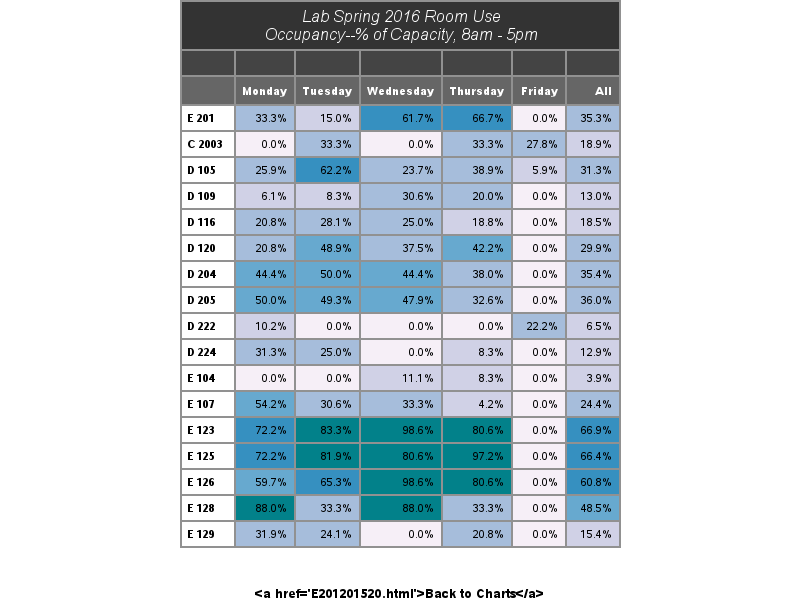 Lab Spring 2016 Room Use
Occupancy--% of Capacity, 8am - 5pm
Monday Tuesday Wednesday Thursday Friday All
E 201 33.3% 15.0% 61.7% 66.7% 0.0% 35.3%
C 2003 0.0% 33.3% 0.0% 33.3% 27.8% 18.9%
D 105 25.9% 62.2% 23.7% 38.9% 5.9% 31.3%
D 109 6.1% 8.3% 30.6% 20.0% 0.0% 13.0%
D 116 20.8% 28.1% 25.0% 18.8% 0.0% 18.5%
D 120 20.8% 48.9% 37.5% 42.2% 0.0% 29.9%
D 204 44.4% 50.0% 44.4% 38.0% 0.0% 35.4%
D 205 50.0% 49.3% 47.9% 32.6% 0.0% 36.0%
D 222 10.2% 0.0% 0.0% 0.0% 22.2% 6.5%
D 224 31.3% 25.0% 0.0% 8.3% 0.0% 12.9%
E 104 0.0% 0.0% 11.1% 8.3% 0.0% 3.9%
E 107 54.2% 30.6% 33.3% 4.2% 0.0% 24.4%
E 123 72.2% 83.3% 98.6% 80.6% 0.0% 66.9%
E 125 72.2% 81.9% 80.6% 97.2% 0.0% 66.4%
E 126 59.7% 65.3% 98.6% 80.6% 0.0% 60.8%
E 128 88.0% 33.3% 88.0% 33.3% 0.0% 48.5%
E 129 31.9% 24.1% 0.0% 20.8% 0.0% 15.4%
<a href='E201201520.html'>Back to Charts</a>